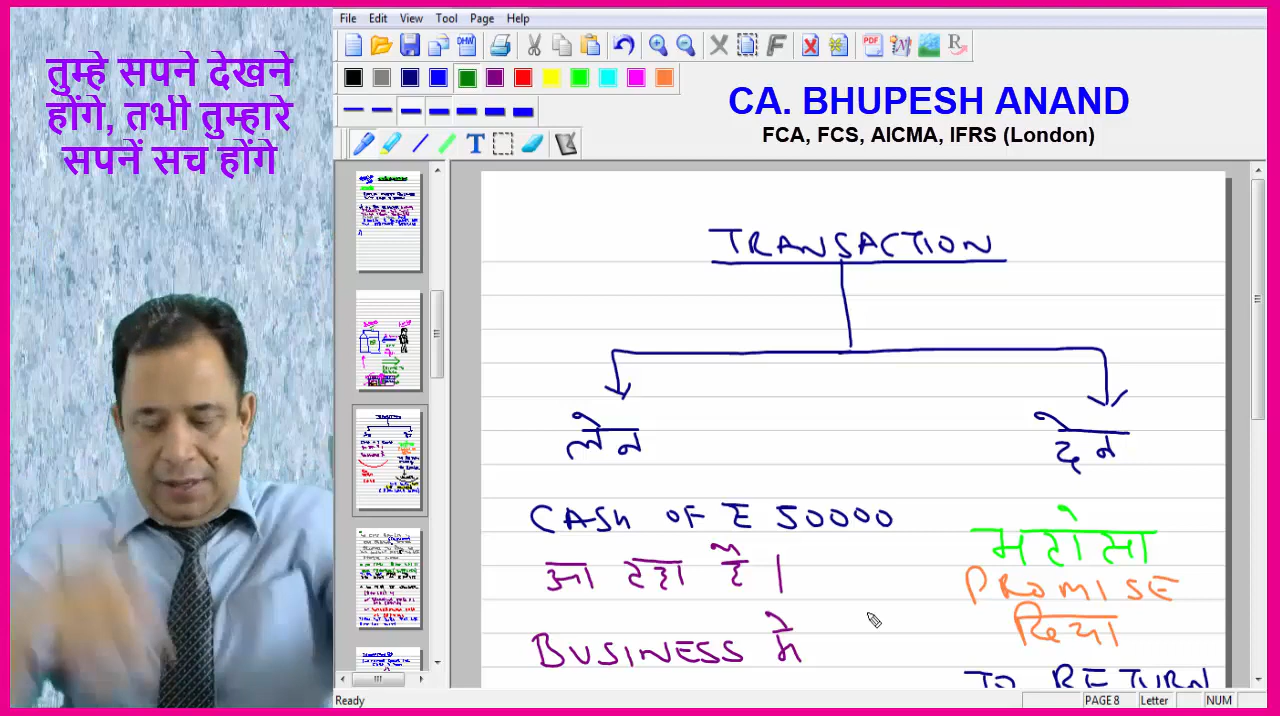 तुम्हे सपने देखने
होंगे, तभी तुम्हारे
सपनें सच होंगे
File Edit View Tool Page Help
CA. BHUPESH ANAND
FCA, FCS, AICMA, IFRS (London)
TRANSACTION
लेन देन
CASH OF ₹ 50000
आ रहा है।
BUSINESS में
भरोसा
PROMISE
किया
TO RETURN
Ready PAGE 8 Letter NUM